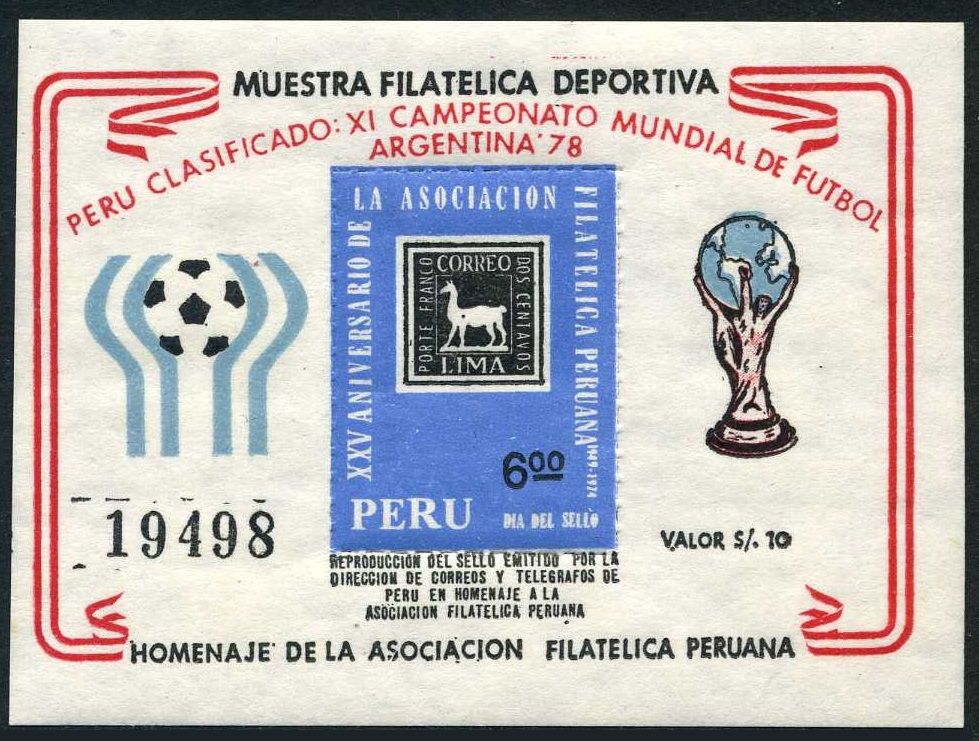 MUESTRA FILATELICA DEPORTIVA
PERU CLASIFICADO: XI CAMPEONATO MUNDIAL DE FUTBOL
ARGENTINA '78
XXV ANIVERSARIO DE
LA ASOCIACION
FILATELICA PERUANA
1949-1974
PORTE FRANCO
CORREO
DOS CENTAVOS
LIMA
6.00
PERU
DIA DEL SELLO
19498
VALOR S/. 10
REPRODUCCION DEL SELLO EMITIDO POR LA
DIRECCION DE CORREOS Y TELEGRAFOS DE
PERU EN HOMENAJE A LA
ASOCIACION FILATELICA PERUANA
HOMENAJE DE LA ASOCIACION FILATELICA PERUANA